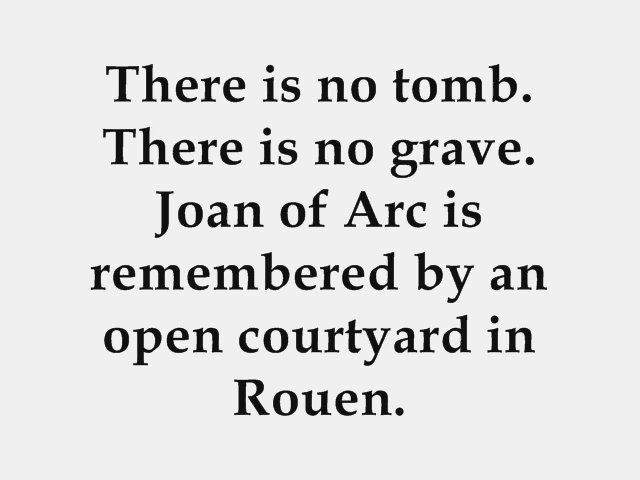 There is no tomb.
There is no grave.
Joan of Arc is
remembered by an
open courtyard in
Rouen.